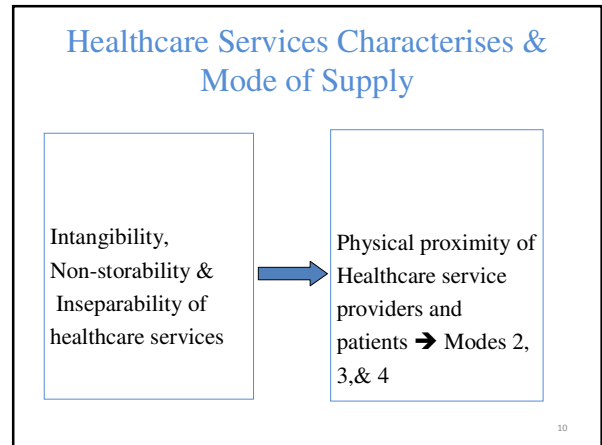 Healthcare Services Characterises &
Mode of Supply
Intangibility,
Non-storability &
Inseparability of
healthcare services
Physical proximity of
Healthcare service
providers and
patients ➔ Modes 2,
3,& 4
10